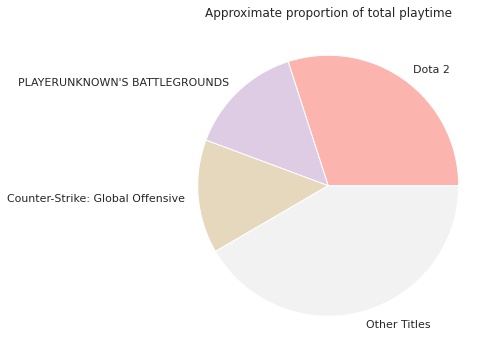 Approximate proportion of total playtime
Dota 2
PLAYERUNKNOWN'S BATTLEGROUNDS
Counter-Strike: Global Offensive
Other Titles